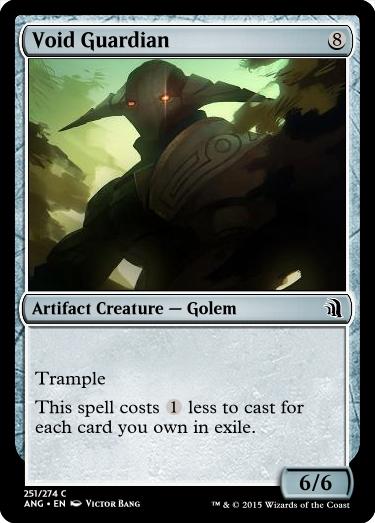 Void Guardian 8
Artifact Creature — Golem
Trample
This spell costs 1 less to cast for
each card you own in exile.
6/6
251/274 C
ANG • EN Victor Bang
™ & © 2015 Wizards of the Coast